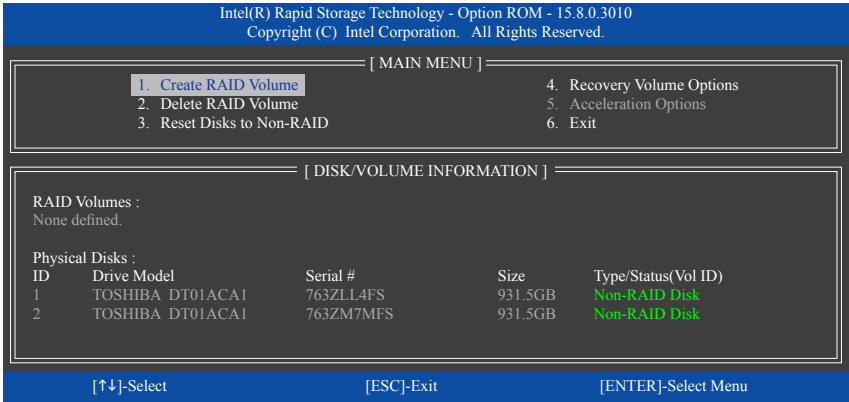 Intel(R) Rapid Storage Technology - Option ROM - 15.8.0.3010
Copyright (C) Intel Corporation. All Rights Reserved.
[ MAIN MENU ]
1. Create RAID Volume
2. Delete RAID Volume
3. Reset Disks to Non-RAID
4. Recovery Volume Options
5. Acceleration Options
6. Exit
[ DISK/VOLUME INFORMATION ]
RAID Volumes :
None defined.
Physical Disks :
ID Drive Model Serial # Size Type/Status(Vol ID)
1 TOSHIBA DT01ACA1 763ZLL4FS 931.5GB Non-RAID Disk
2 TOSHIBA DT01ACA1 763ZM7MFS 931.5GB Non-RAID Disk
[↑↓]-Select [ESC]-Exit [ENTER]-Select Menu